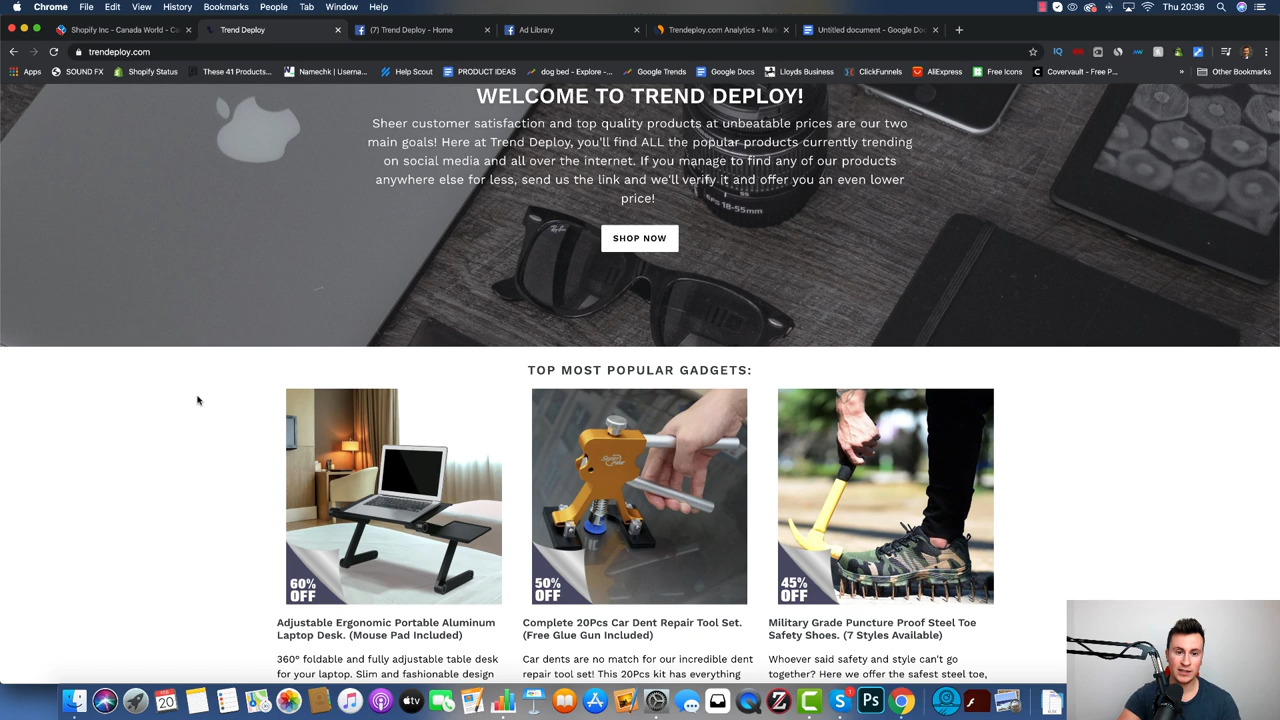 Chrome File Edit View History Bookmarks People Tab Window Help Thu 20:36
Shopify Inc - Canada World - C Trend Deploy (7) Trend Deploy - Home Ad Library Trendeploy.com Analytics - Mar Untitled document - Google Doc
trendeploy.com
Apps SOUND FX Shopify Status These 41 Products... Namechk | Userna... Help Scout PRODUCT IDEAS dog bed - Explore -... Google Trends Google Docs Lloyds Business ClickFunnels AliExpress Free Icons Covervault - Free P... » Other Bookmarks
WELCOME TO TREND DEPLOY!
Sheer customer satisfaction and top quality products at unbeatable prices are our two
main goals! Here at Trend Deploy, you'll find ALL the popular products currently trending
on social media and all over the internet. If you manage to find any of our products
anywhere else for less, send us the link and we'll verify it and offer you an even lower
price!
EFS 18-55mm
Ray-Ban
SHOP NOW
TOP MOST POPULAR GADGETS:
60%
OFF
50%
OFF
45%
OFF
Adjustable Ergonomic Portable Aluminum
Laptop Desk. (Mouse Pad Included)
Complete 20Pcs Car Dent Repair Tool Set.
(Free Glue Gun Included)
Military Grade Puncture Proof Steel Toe
Safety Shoes. (7 Styles Available)
360° foldable and fully adjustable table desk
for your laptop. Slim and fashionable design
Car dents are no match for our incredible dent
repair tool set! This 20Pcs kit has everything
Whoever said safety and style can't go
together? Here we offer the safest steel toe,
tv
Ps